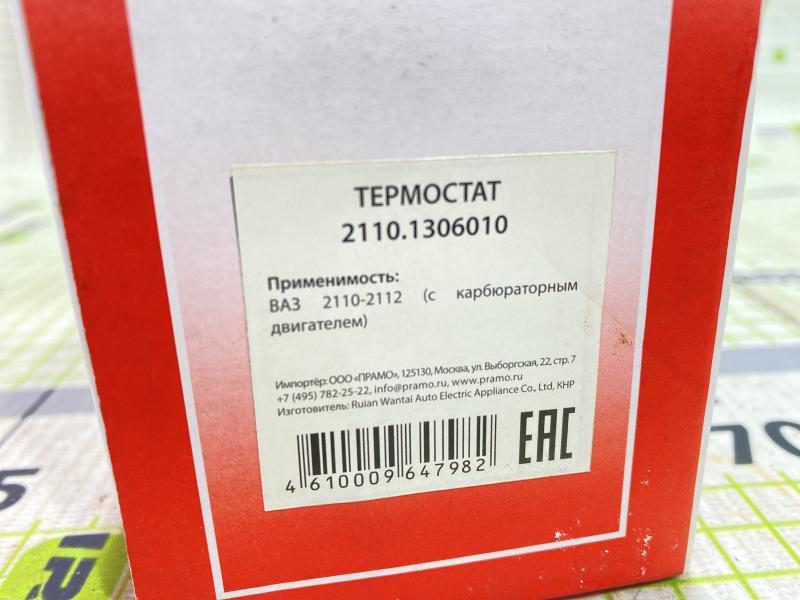 ТЕРМОСТАТ
2110.1306010
Применимость:
ВАЗ 2110-2112 (с карбюраторным
двигателем)
Импортёр: ООО «ПРАМО», 125130, Москва, ул. Выборгская, 22, стр. 7
+7 (495) 782-25-22, info@pramo.ru, www.pramo.ru
Изготовитель: Ruian Wantai Auto Electric Appliance Co., Ltd, КНР
4 610009 647982
EAC